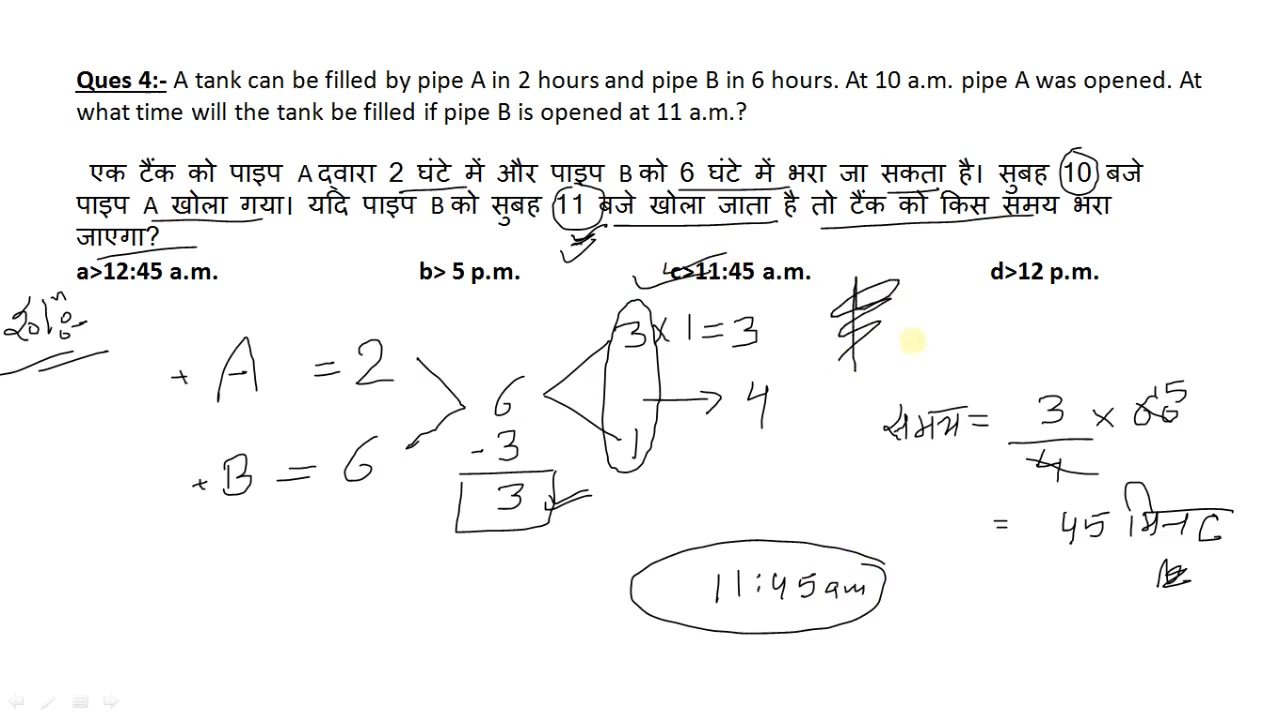 Ques 4:- A tank can be filled by pipe A in 2 hours and pipe B in 6 hours. At 10 a.m. pipe A was opened. At
what time will the tank be filled if pipe B is opened at 11 a.m.?
एक टैंक को पाइप A द्वारा 2 घंटे में और पाइप B को 6 घंटे में भरा जा सकता है। सुबह 10 बजे
पाइप A खोला गया। यदि पाइप B को सुबह 11 बजे खोला जाता है तो टैंक को किस समय भरा
जाएगा?
a>12:45 a.m. b> 5 p.m. c>11:45 a.m. d>12 p.m.
3 × 1 = 3
+ A = 2
6
→ 4
- 3
1
+ B = 6
3
समय = 3/4 ×
= 45 मिनट
11:45am